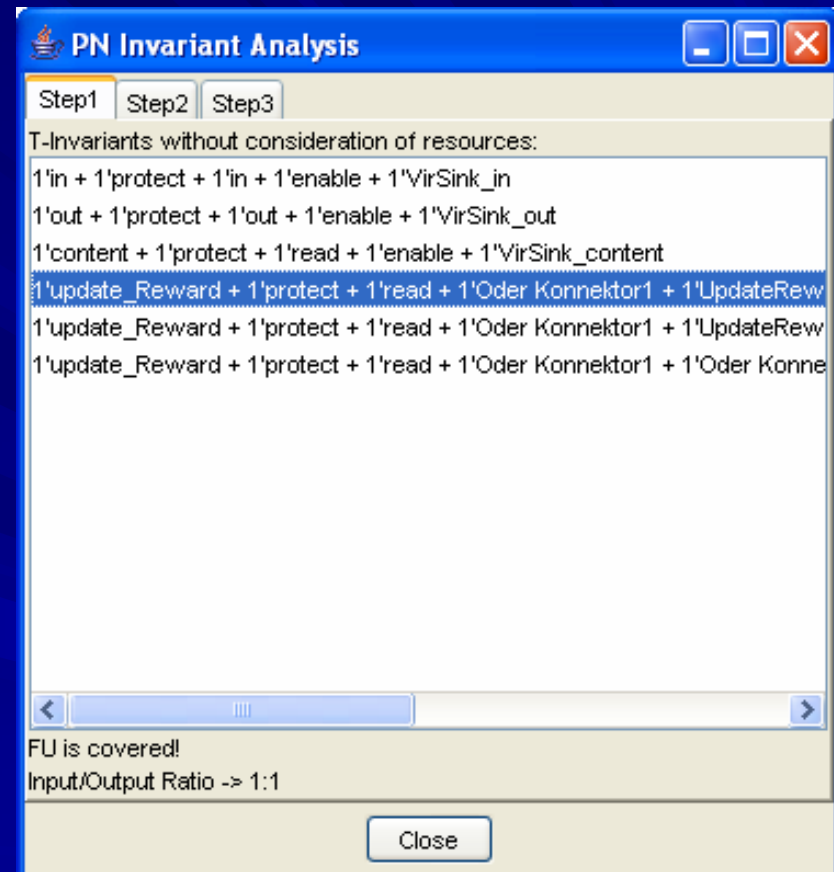 PN Invariant Analysis
Step1 Step2 Step3
T-Invariants without consideration of resources:
1'in + 1'protect + 1'in + 1'enable + 1'VirSink_in
1'out + 1'protect + 1'out + 1'enable + 1'VirSink_out
1'content + 1'protect + 1'read + 1'enable + 1'VirSink_content
1'update_Reward + 1'protect + 1'read + 1'Oder Konnektor1 + 1'UpdateRew
1'update_Reward + 1'protect + 1'read + 1'Oder Konnektor1 + 1'UpdateRew
1'update_Reward + 1'protect + 1'read + 1'Oder Konnektor1 + 1'Oder Konne
FU is covered!
Input/Output Ratio -> 1:1
Close